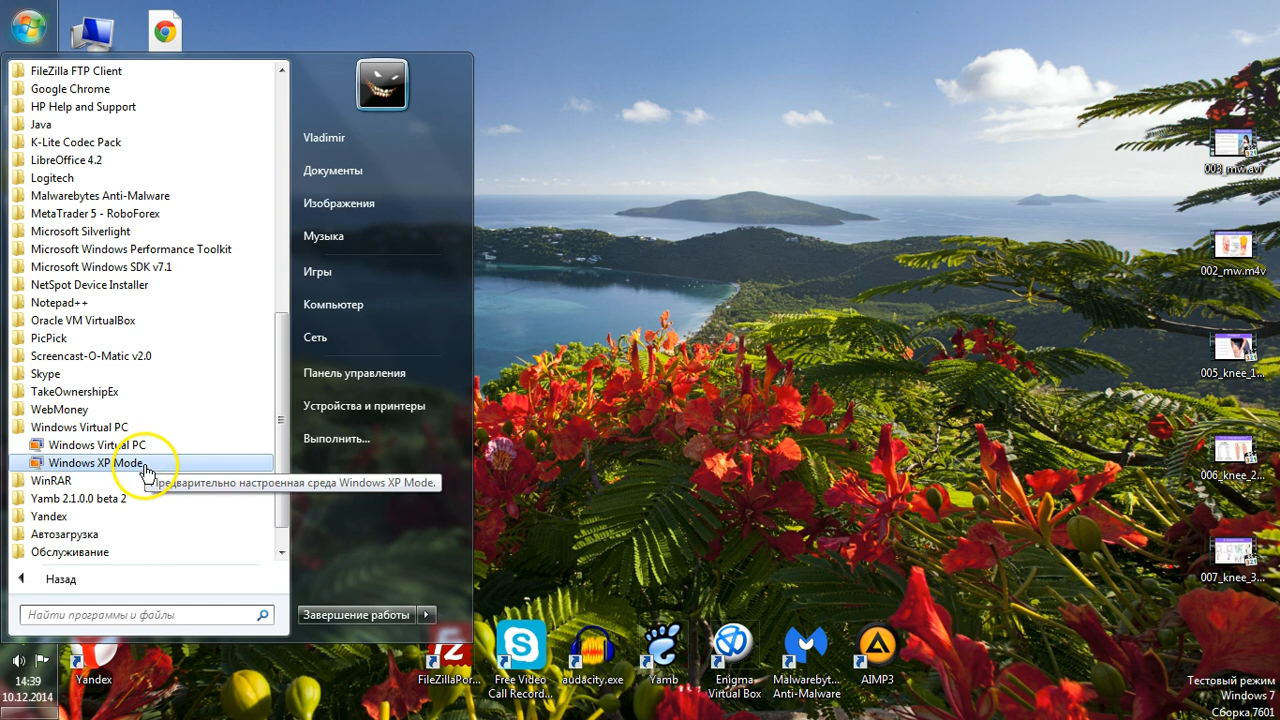 FileZilla FTP Client
Google Chrome
HP Help and Support
Java
K-Lite Codec Pack
LibreOffice 4.2
Logitech
Malwarebytes Anti-Malware
MetaTrader 5 - RoboForex
Microsoft Silverlight
Microsoft Windows Performance Toolkit
Microsoft Windows SDK v7.1
NetSpot Device Installer
Notepad++
Oracle VM VirtualBox
PicPick
Screencast-O-Matic v2.0
Skype
TakeOwnershipEx
WebMoney
Windows Virtual PC
Windows Virtual PC
Windows XP Mode
Предварительно настроенная среда Windows XP Mode.
WinRAR
Yamb 2.1.0.0 beta 2
Yandex
Автозагрузка
Обслуживание
Назад
Найти программы и файлы
Vladimir
Документы
Изображения
Музыка
Игры
Компьютер
Сеть
Панель управления
Устройства и принтеры
Выполнить...
Завершение работы
003_mw.avi
002_mw.m4v
005_knee_1...
006_knee_2...
007_knee_3...
14:39
10.12.2014
Yandex
FileZillaPor...
Free Video
Call Record...
audacity.exe
Yamb
Enigma
Virtual Box
Malwarebyt...
Anti-Malware
AIMP3
Тестовый режим
Windows 7
Сборка 7601